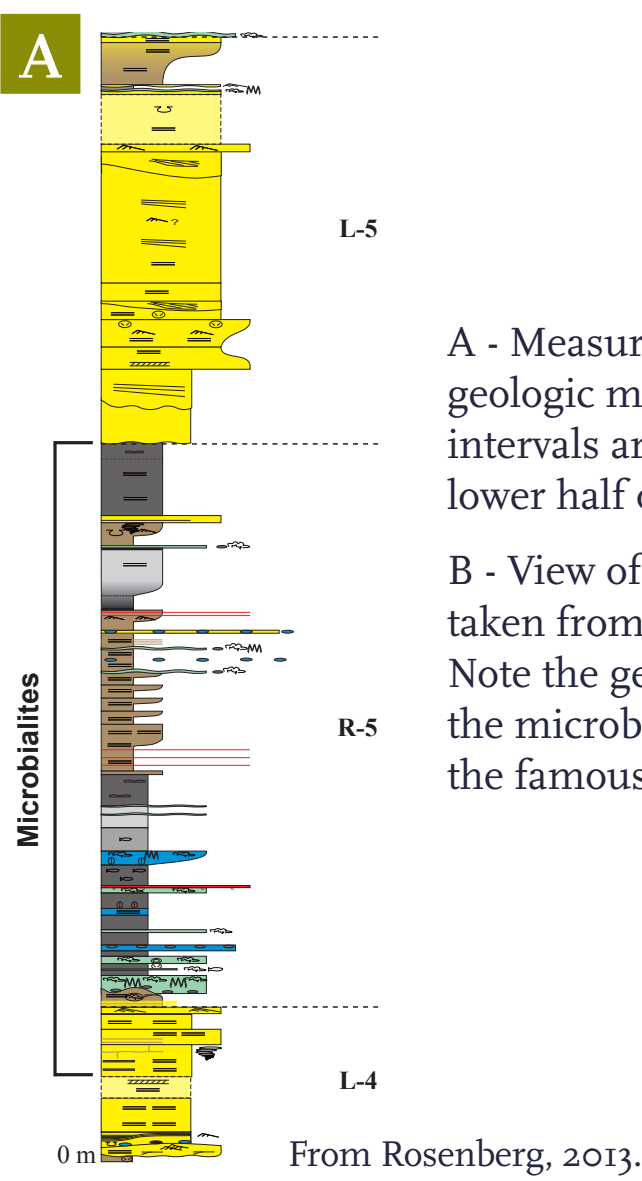 A
L-5
A - Measur
geologic m
intervals ar
lower half o
B - View of
taken from
Note the ge
the microb
the famous
?
Microbialites
R-5
L-4
0 m
From Rosenberg, 2013.